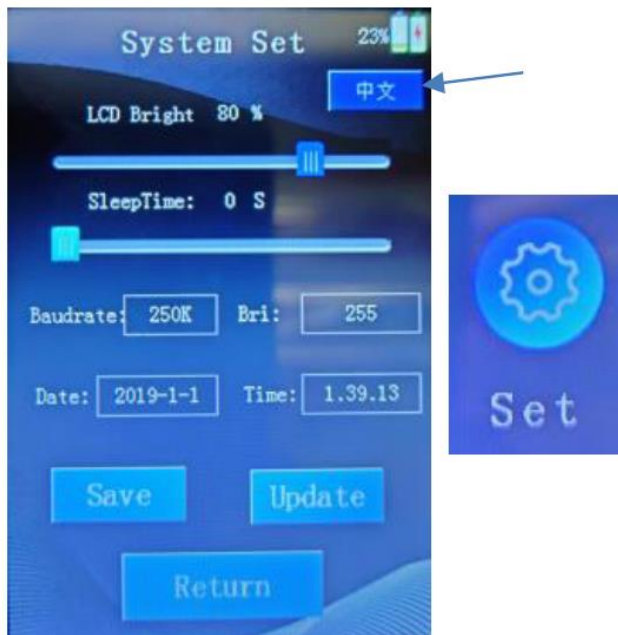 System Set 23%
中文
LCD Bright 80 %
SleepTime: 0 S
Baudrate: 250K Bri: 255
Date: 2019-1-1 Time: 1.39.13
Save Update
Return
Set